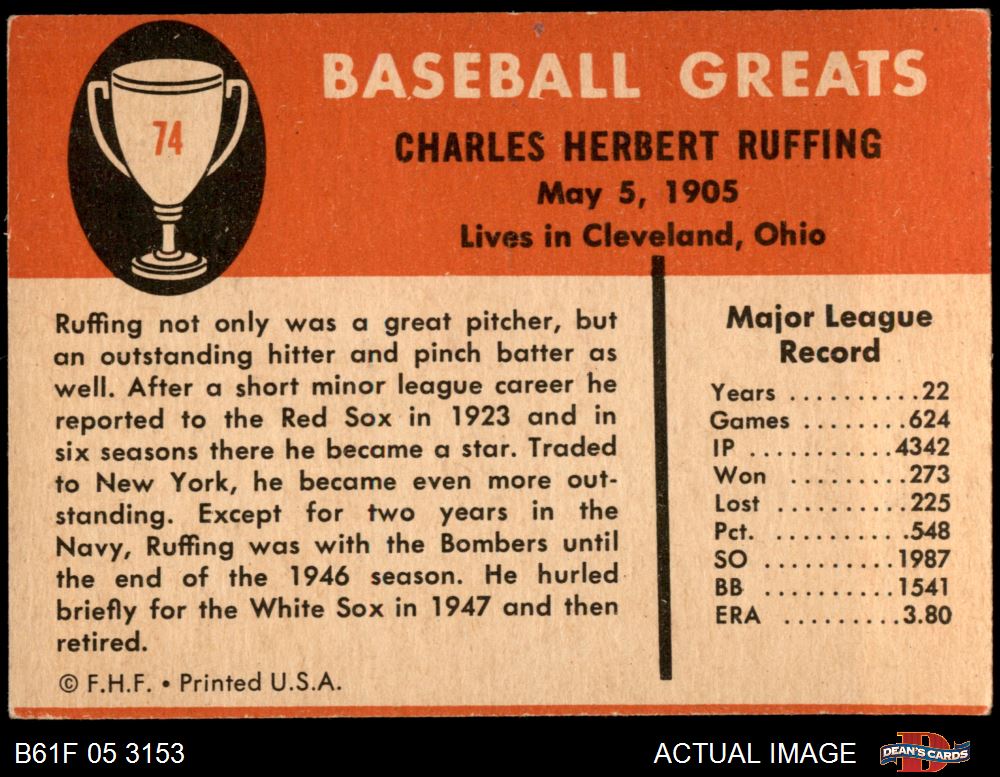 74
BASEBALL GREATS
CHARLES HERBERT RUFFING
May 5, 1905
Lives in Cleveland, Ohio
Ruffing not only was a great pitcher, but
an outstanding hitter and pinch batter as
well. After a short minor league career he
reported to the Red Sox in 1923 and in
six seasons there he became a star. Traded
to New York, he became even more out-
standing. Except for two years in the
Navy, Ruffing was with the Bombers until
the end of the 1946 season. He hurled
briefly for the White Sox in 1947 and then
retired.
© F.H.F. • Printed U.S.A.
Major League
Record
Years ..........22
Games ........624
IP ...........4342
Won .........273
Lost ..........225
Pct. ..........548
SO ..........1987
BB ..........1541
ERA .........3.80
B61F 05 3153
ACTUAL IMAGE
D
DEAN'S CARDS